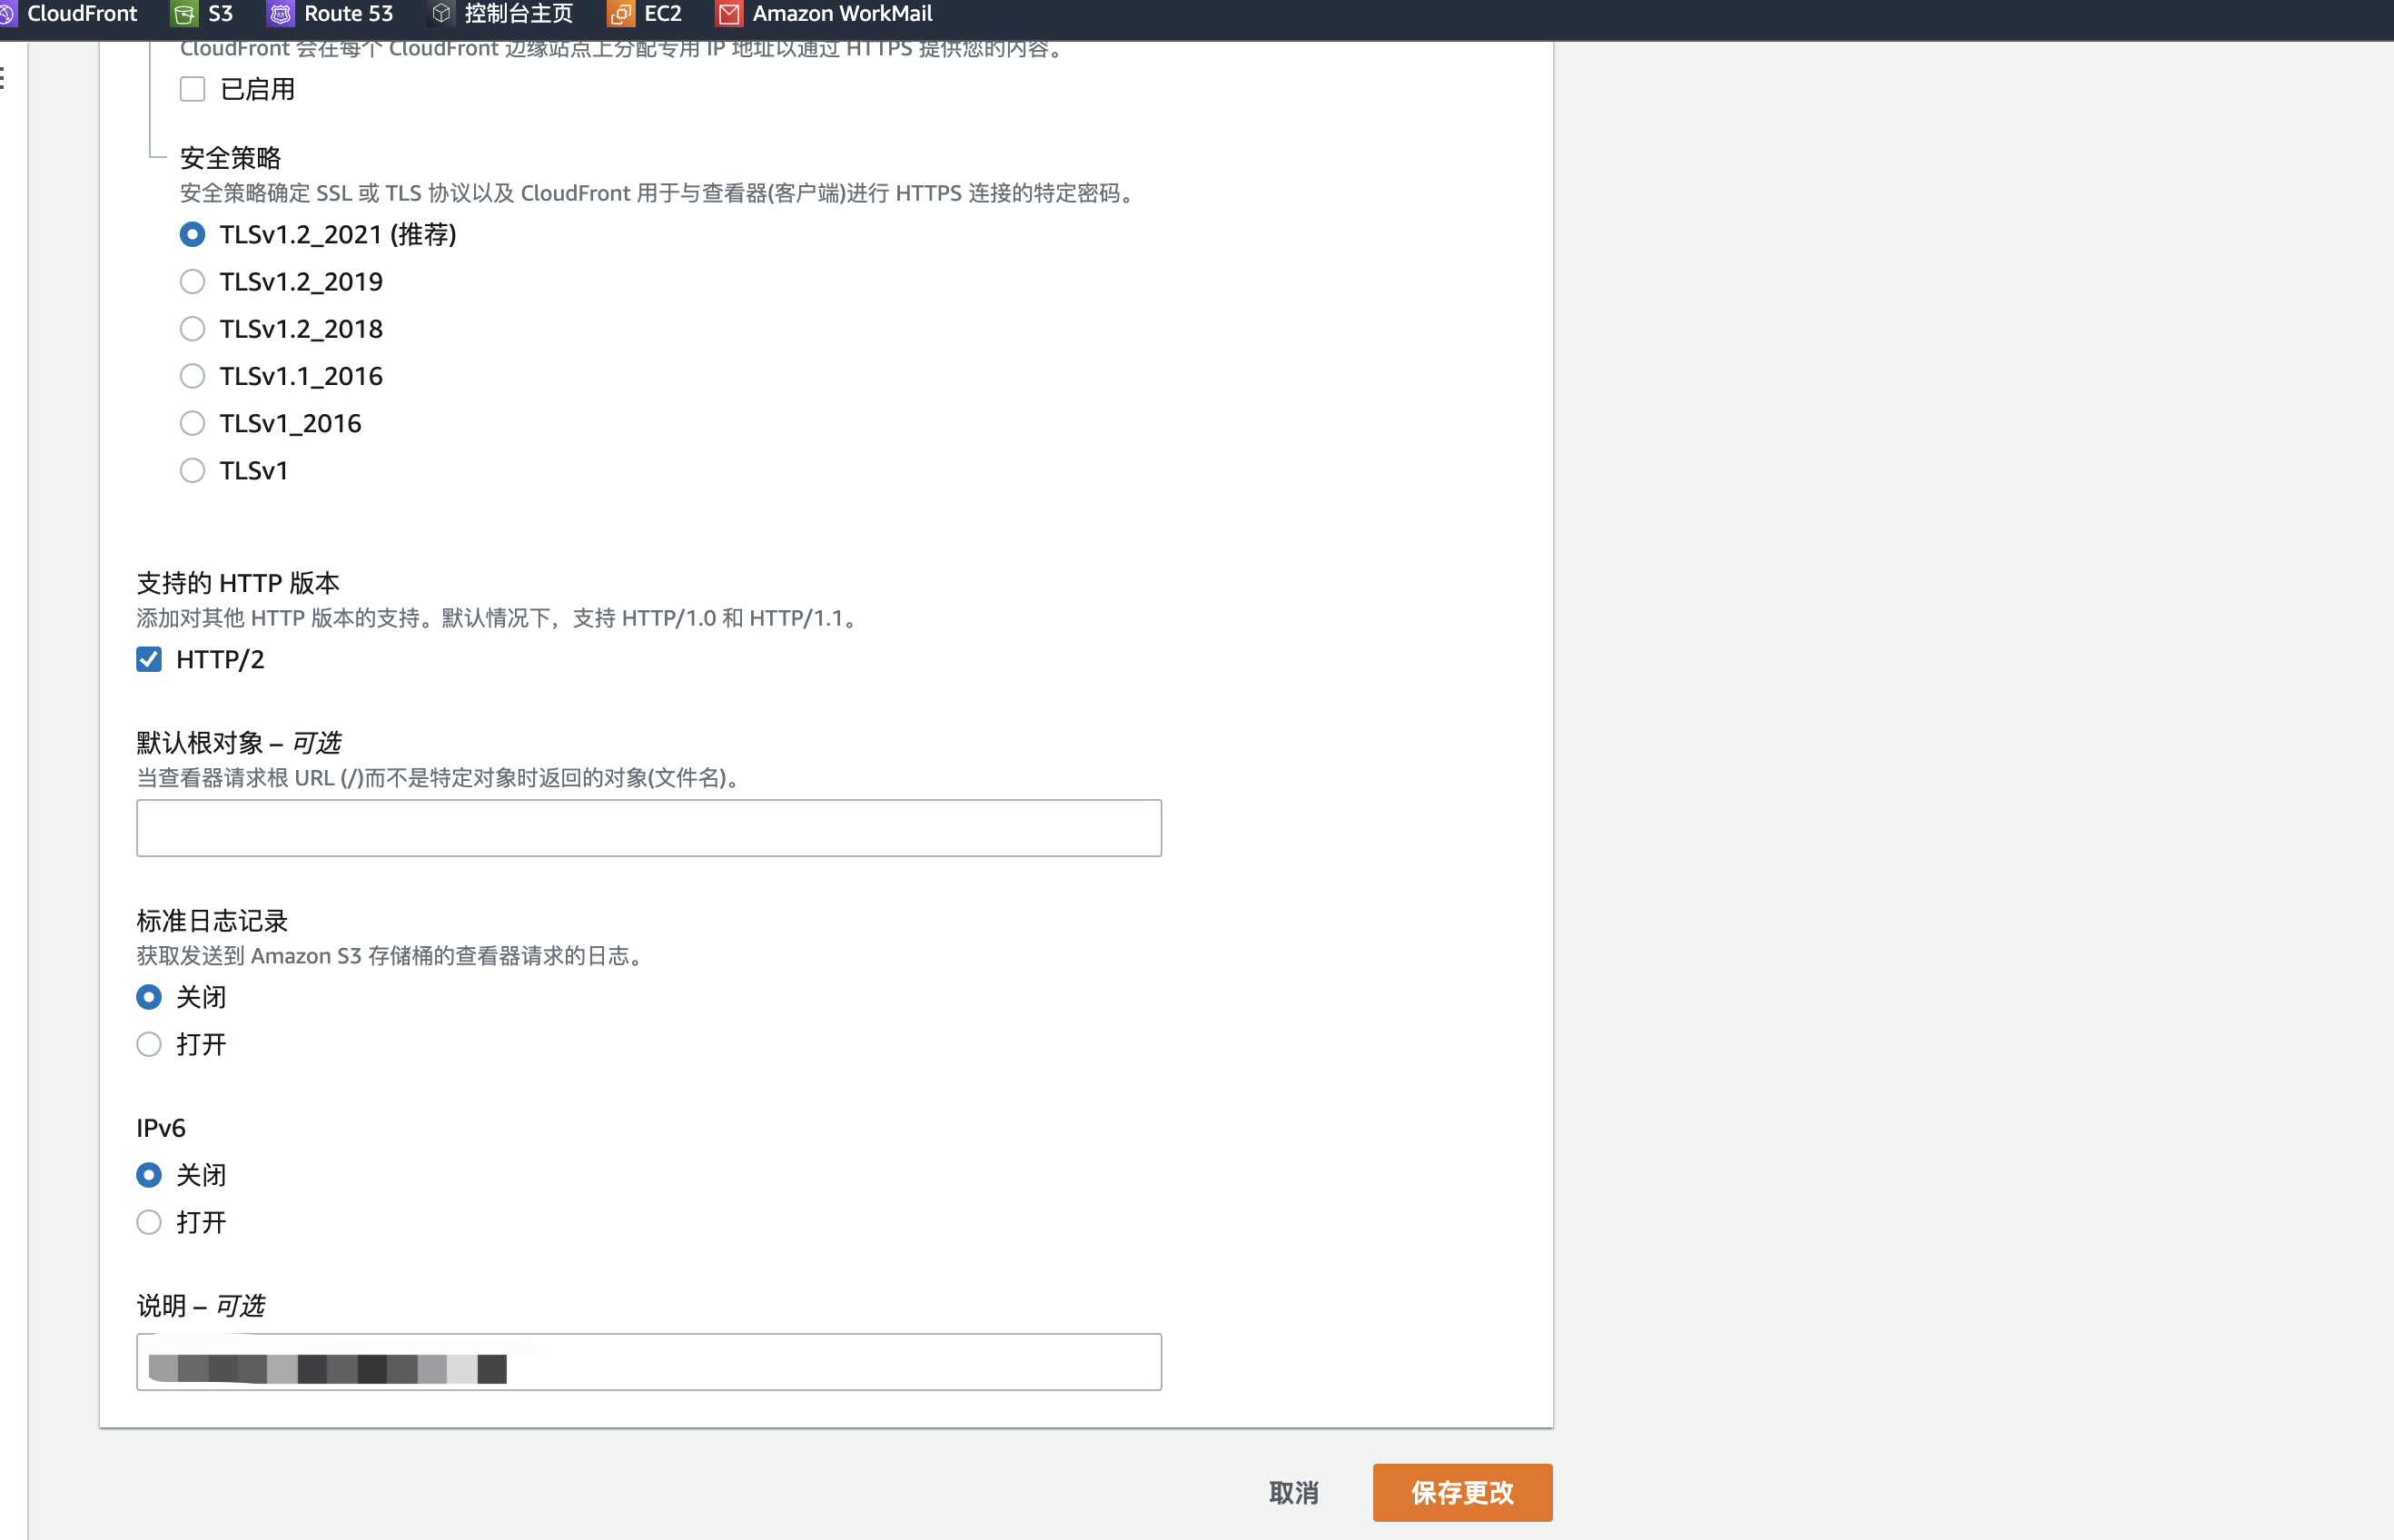 CloudFront S3 Route 53 控制台主页 EC2 Amazon WorkMail
CloudFront 会在每个 CloudFront 边缘站点上分配专用 IP 地址以通过 HTTPS 提供您的内容。
已启用
安全策略
安全策略确定 SSL 或 TLS 协议以及 CloudFront 用于与查看器(客户端)进行 HTTPS 连接的特定密码。
TLSv1.2_2021 (推荐)
TLSv1.2_2019
TLSv1.2_2018
TLSv1.1_2016
TLSv1_2016
TLSv1
支持的 HTTP 版本
添加对其他 HTTP 版本的支持。默认情况下，支持 HTTP/1.0 和 HTTP/1.1。
HTTP/2
默认根对象 – 可选
当查看器请求根 URL (/)而不是特定对象时返回的对象(文件名)。
标准日志记录
获取发送到 Amazon S3 存储桶的查看器请求的日志。
关闭
打开
IPv6
关闭
打开
说明 – 可选
取消 保存更改